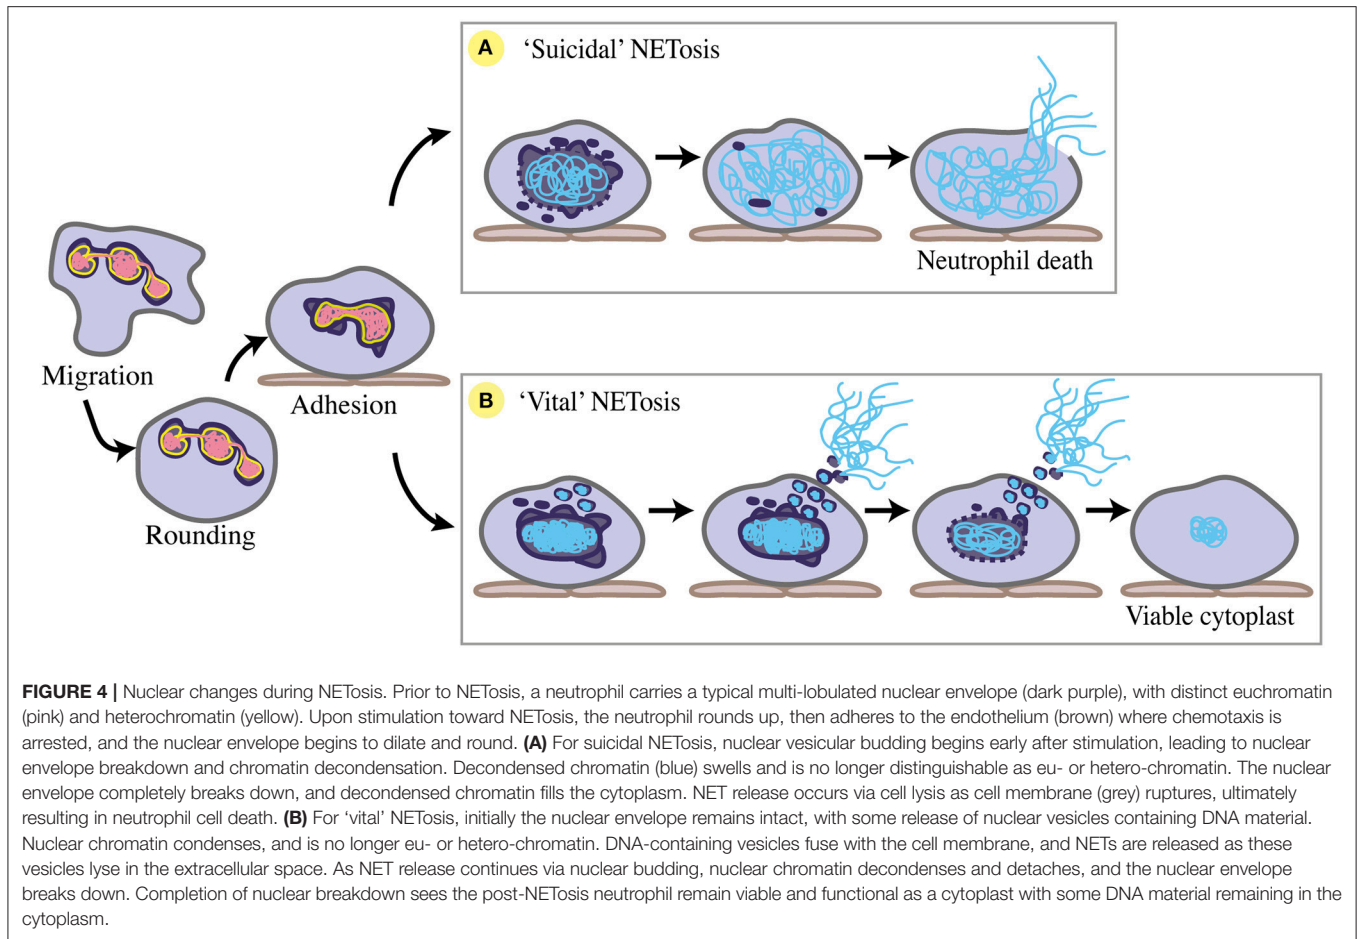 A 'Suicidal' NETosis
Neutrophil death
Migration
Adhesion
Rounding
B 'Vital' NETosis
Viable cytoplast
FIGURE 4 | Nuclear changes during NETosis. Prior to NETosis, a neutrophil carries a typical multi-lobulated nuclear envelope (dark purple), with distinct euchromatin
(pink) and heterochromatin (yellow). Upon stimulation toward NETosis, the neutrophil rounds up, then adheres to the endothelium (brown) where chemotaxis is
arrested, and the nuclear envelope begins to dilate and round. (A) For suicidal NETosis, nuclear vesicular budding begins early after stimulation, leading to nuclear
envelope breakdown and chromatin decondensation. Decondensed chromatin (blue) swells and is no longer distinguishable as eu- or hetero-chromatin. The nuclear
envelope completely breaks down, and decondensed chromatin fills the cytoplasm. NET release occurs via cell lysis as cell membrane (grey) ruptures, ultimately
resulting in neutrophil cell death. (B) For 'vital' NETosis, initially the nuclear envelope remains intact, with some release of nuclear vesicles containing DNA material.
Nuclear chromatin condenses, and is no longer eu- or hetero-chromatin. DNA-containing vesicles fuse with the cell membrane, and NETs are released as these
vesicles lyse in the extracellular space. As NET release continues via nuclear budding, nuclear chromatin decondenses and detaches, and the nuclear envelope
breaks down. Completion of nuclear breakdown sees the post-NETosis neutrophil remain viable and functional as a cytoplast with some DNA material remaining in the
cytoplasm.